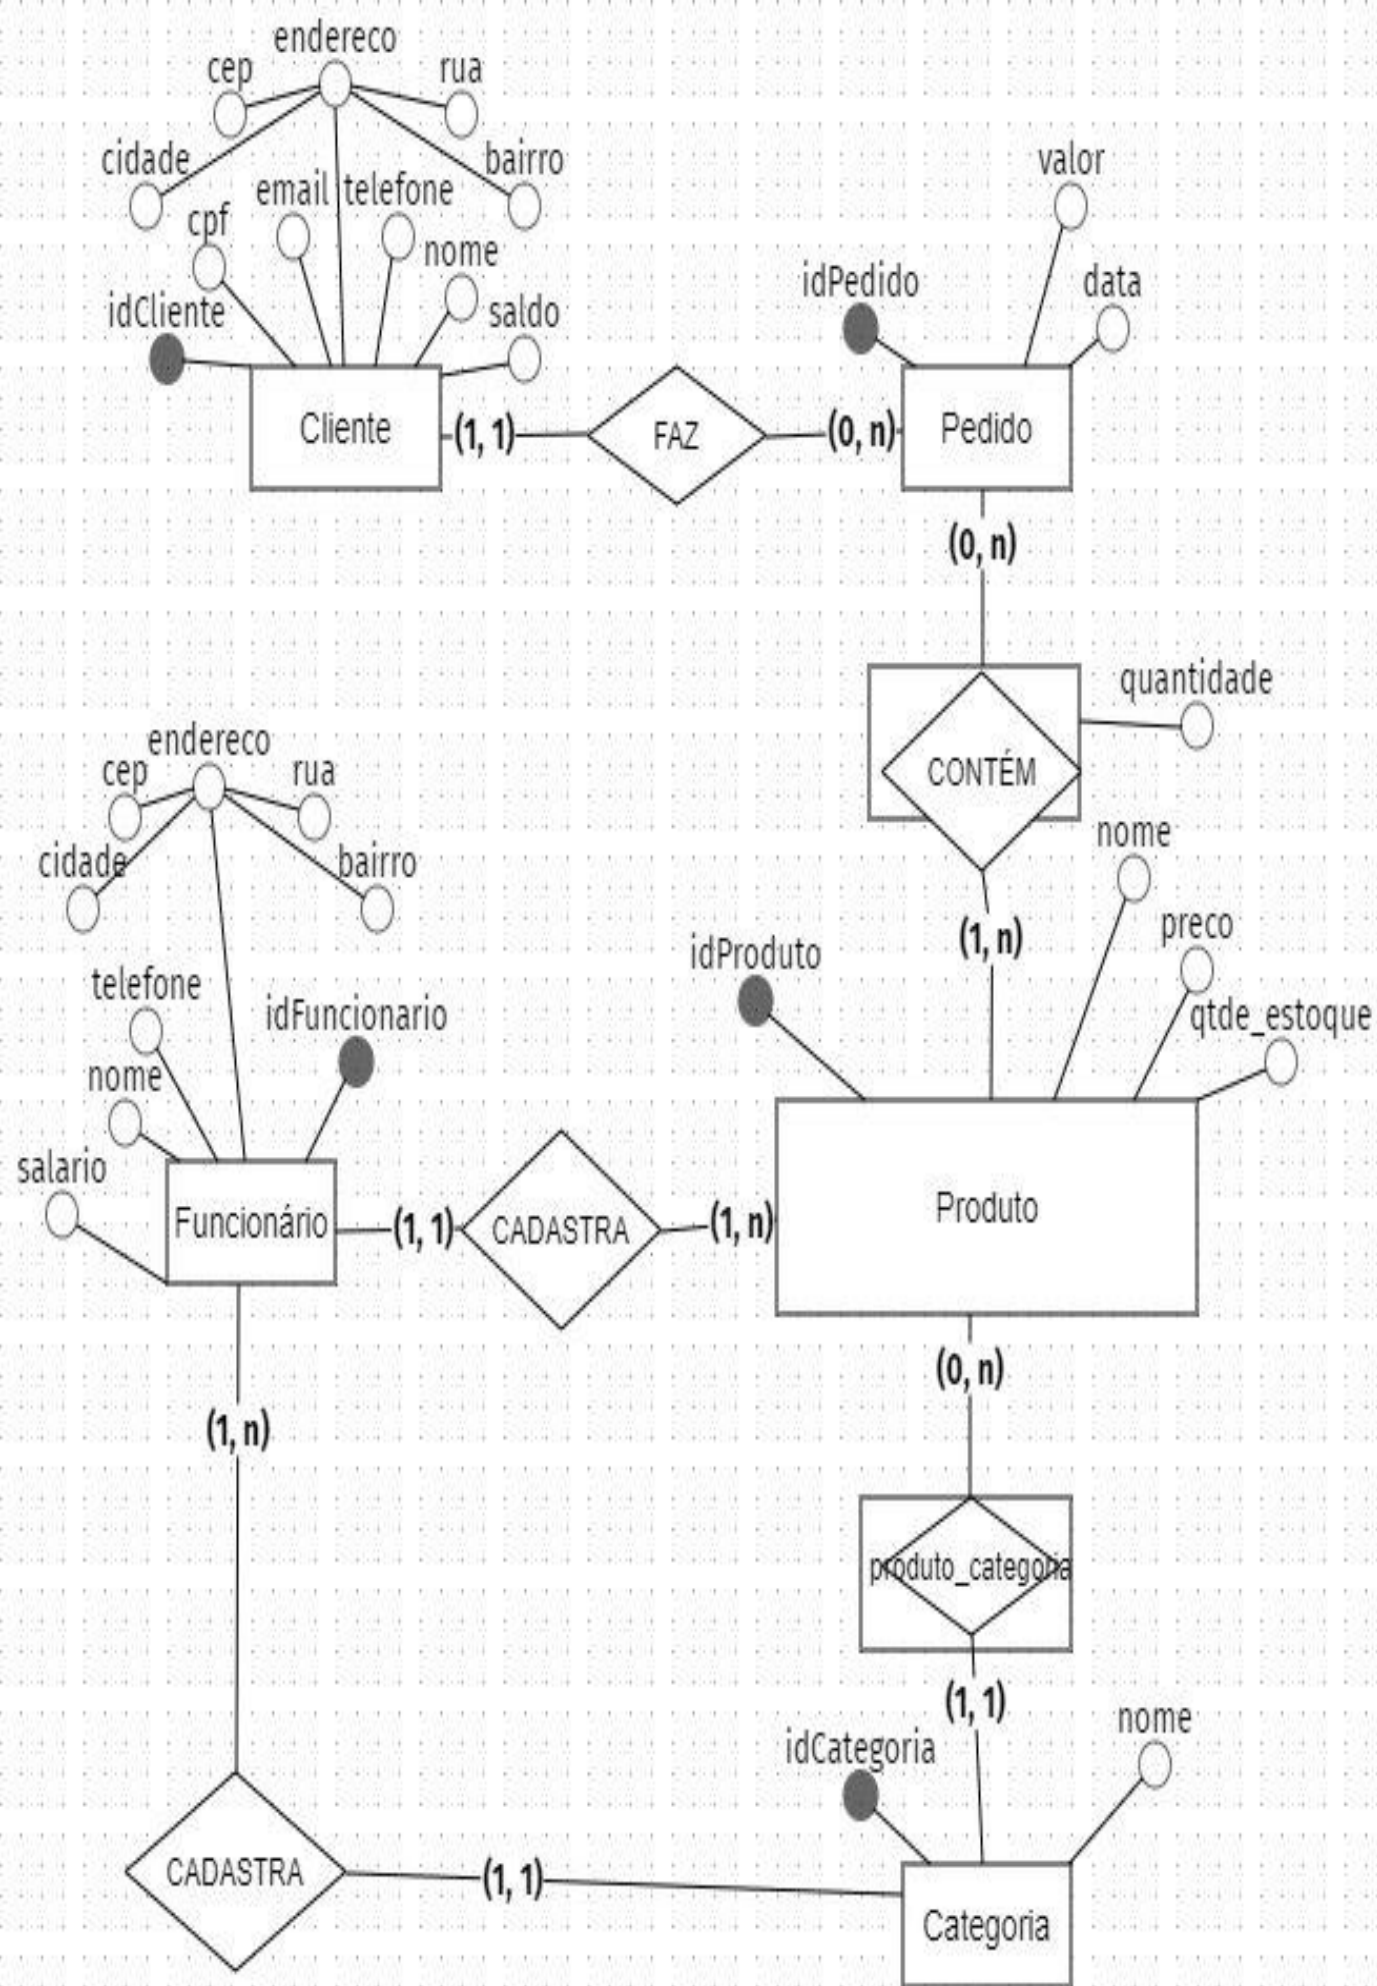 endereco
cep
rua
cidade
bairro
email
telefone
cpf
nome
idCliente
saldo
Cliente
(1, 1)
FAZ
(0, n)
valor
idPedido
data
Pedido
(0, n)
CONTÉM
quantidade
(1, n)
endereco
cep
rua
cidade
bairro
telefone
idFuncionario
nome
salario
Funcionário
(1, 1)
CADASTRA
(1, n)
idProduto
nome
preco
qtde_estoque
Produto
(0, n)
produto_categoria
(1, 1)
(1, n)
CADASTRA
(1, 1)
idCategoria
nome
Categoria